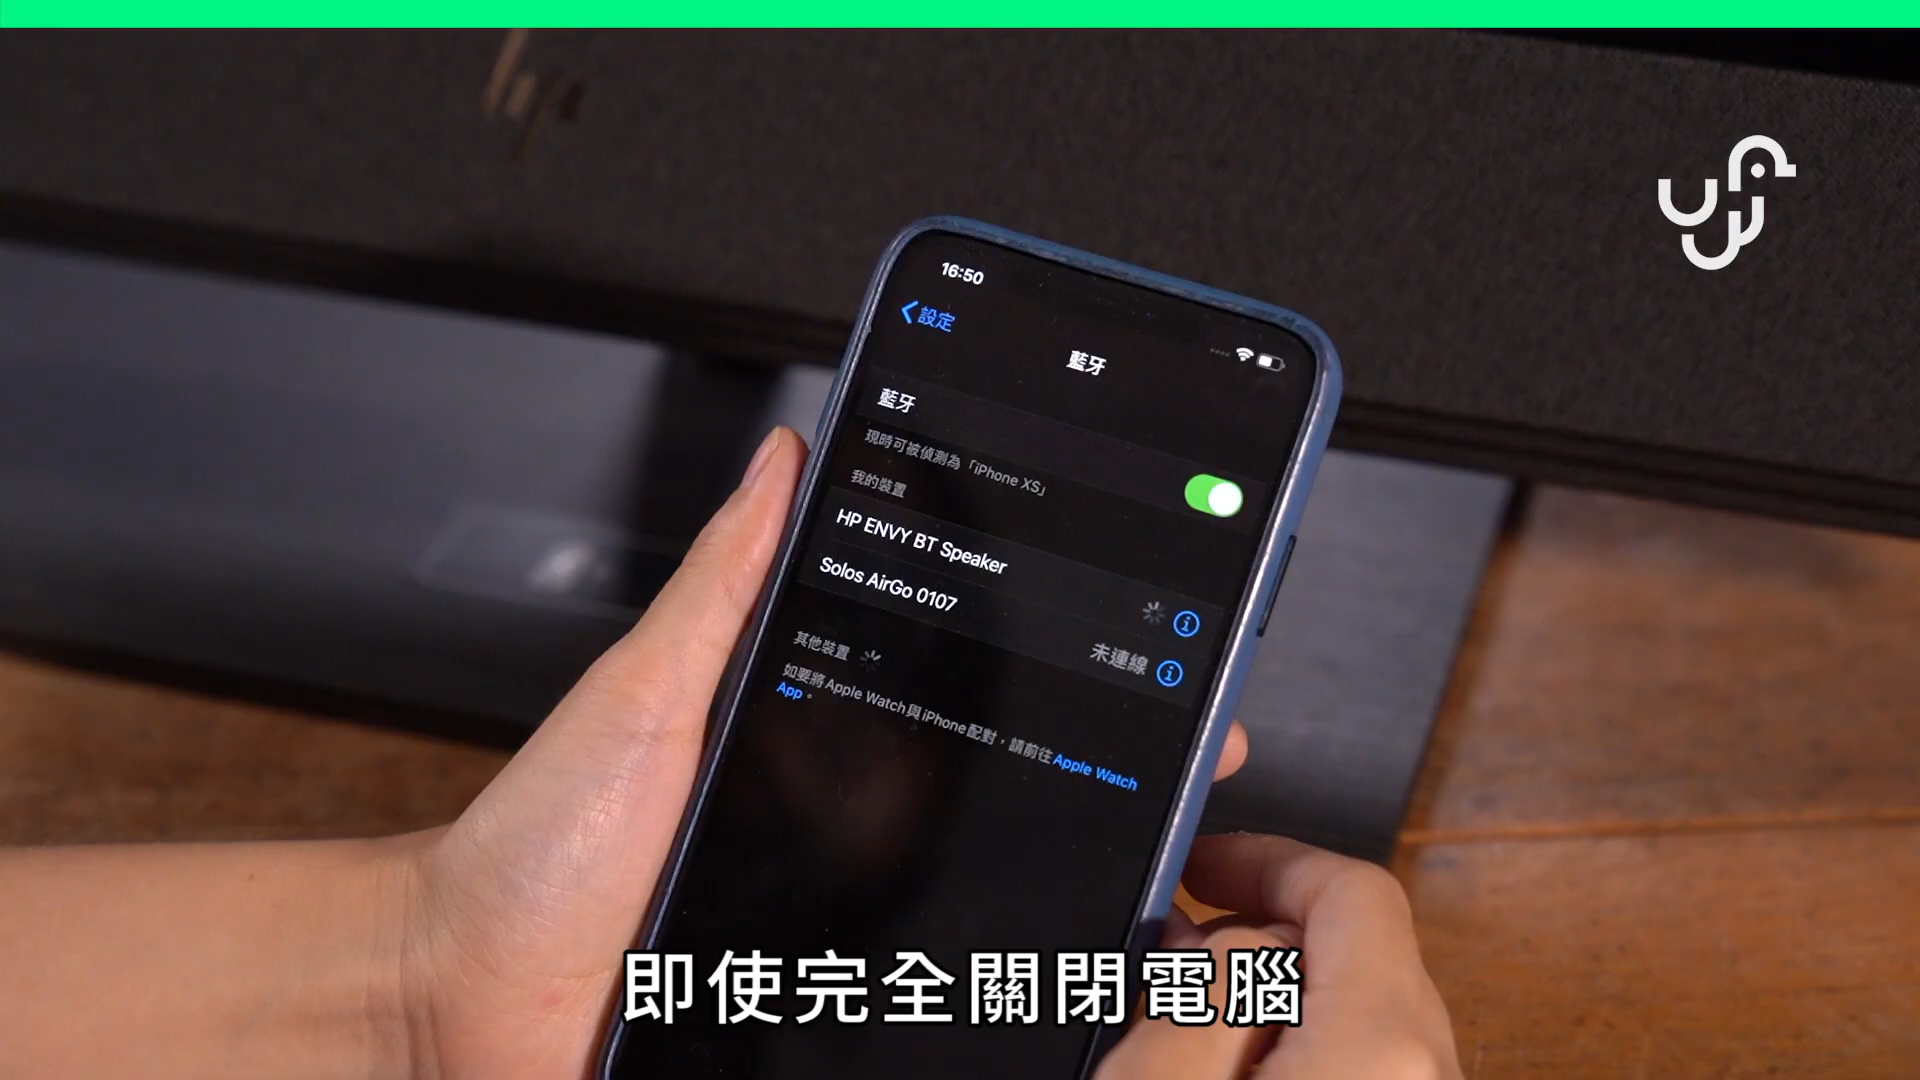 hp
16:50
設定
藍牙
藍牙
現時可被偵測為「iPhone XS」
我的裝置
HP ENVY BT Speaker
Solos AirGo 0107
未連線
其他裝置
如要將Apple Watch與iPhone配對，請前往Apple Watch
App。
即使完全關閉電腦